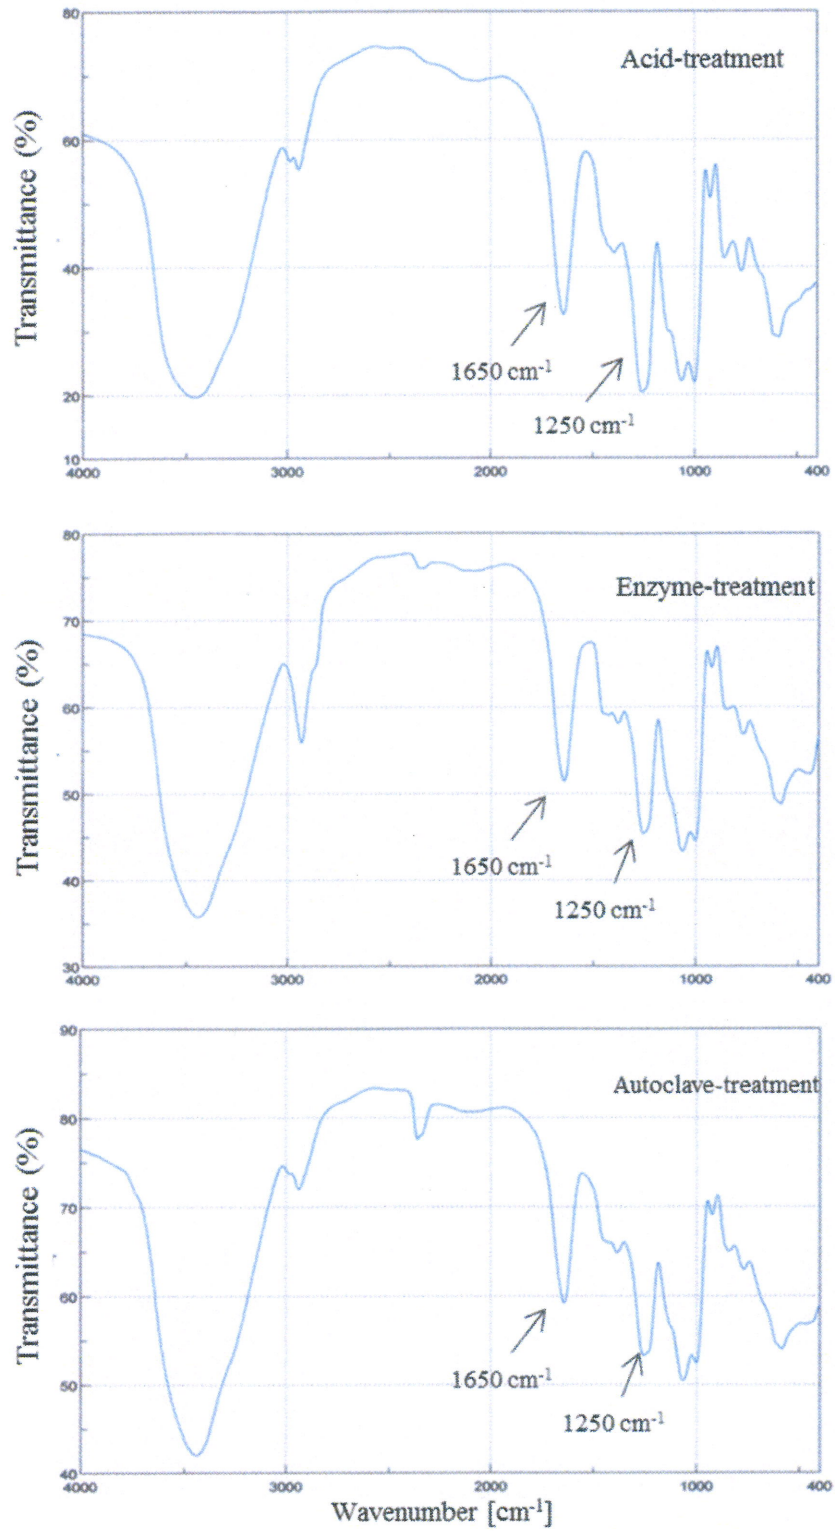 Acid-treatment
80
60
40
20
10
Transmittance (%)
1650 cm-1
1250 cm-1
4000
3000
2000
1000
400
Enzyme-treatment
80
70
60
50
40
30
Transmittance (%)
1650 cm-1
1250 cm-1
4000
3000
2000
1000
400
Autoclave-treatment
90
80
70
60
50
40
Transmittance (%)
1650 cm-1
1250 cm-1
4000
3000
2000
1000
400
Wavenumber [cm-1]